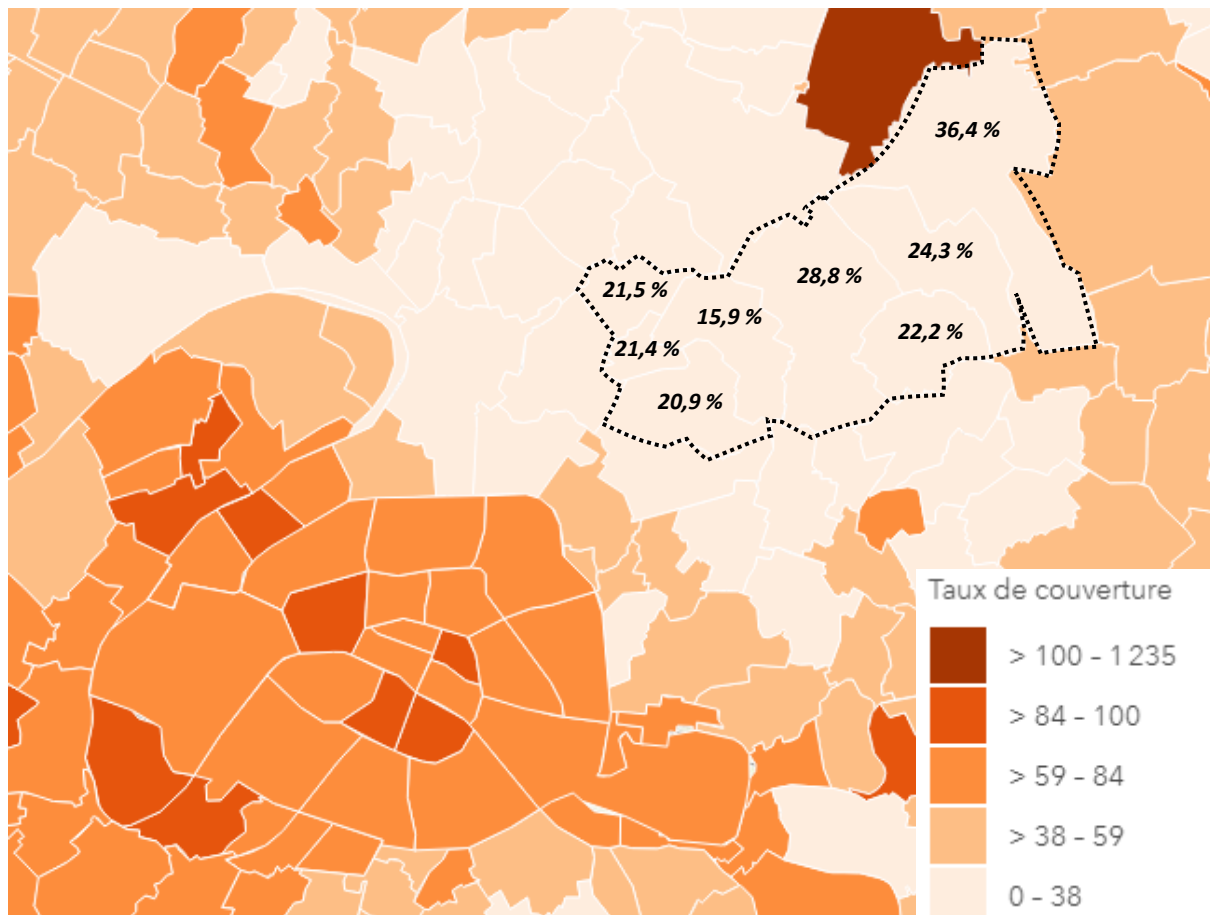 36,4 %
24,3 %
28,8 %
21,5 %
15,9 %
22,2 %
21,4 %
20,9 %
Taux de couverture
> 100 - 1 235
> 84 - 100
> 59 - 84
> 38 - 59
0 - 38